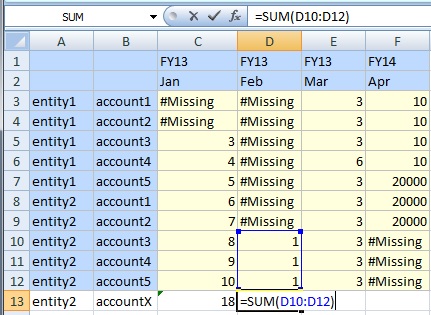 SUM =SUM(D10:D12)
A B C D E F
1 FY13 FY13 FY13 FY14
2 Jan Feb Mar Apr
3 entity1 account1 #Missing #Missing 3 10
4 entity1 account2 #Missing #Missing 3 10
5 entity1 account3 3 #Missing 3 10
6 entity1 account4 4 #Missing 6 10
7 entity1 account5 5 #Missing 3 20000
8 entity2 account1 6 #Missing 3 20000
9 entity2 account2 7 #Missing 3 20000
10 entity2 account3 8 1 3 #Missing
11 entity2 account4 9 1 3 #Missing
12 entity2 account5 10 1 3 #Missing
13 entity2 accountX 18 =SUM(D10:D12)